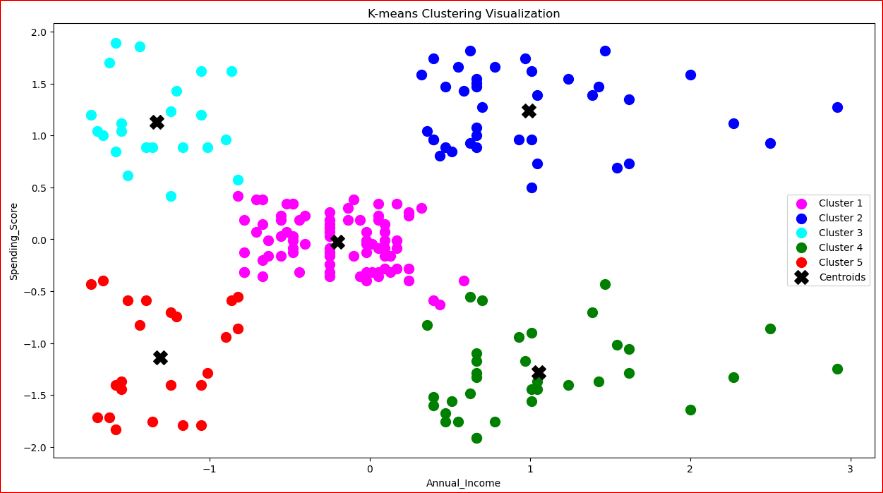 K-means Clustering Visualization
2.0
1.5
1.0
0.5
0.0
−0.5
−1.0
−1.5
−2.0
Spending_Score
Cluster 1
Cluster 2
Cluster 3
Cluster 4
Cluster 5
Centroids
−1 0 1 2 3
Annual_Income